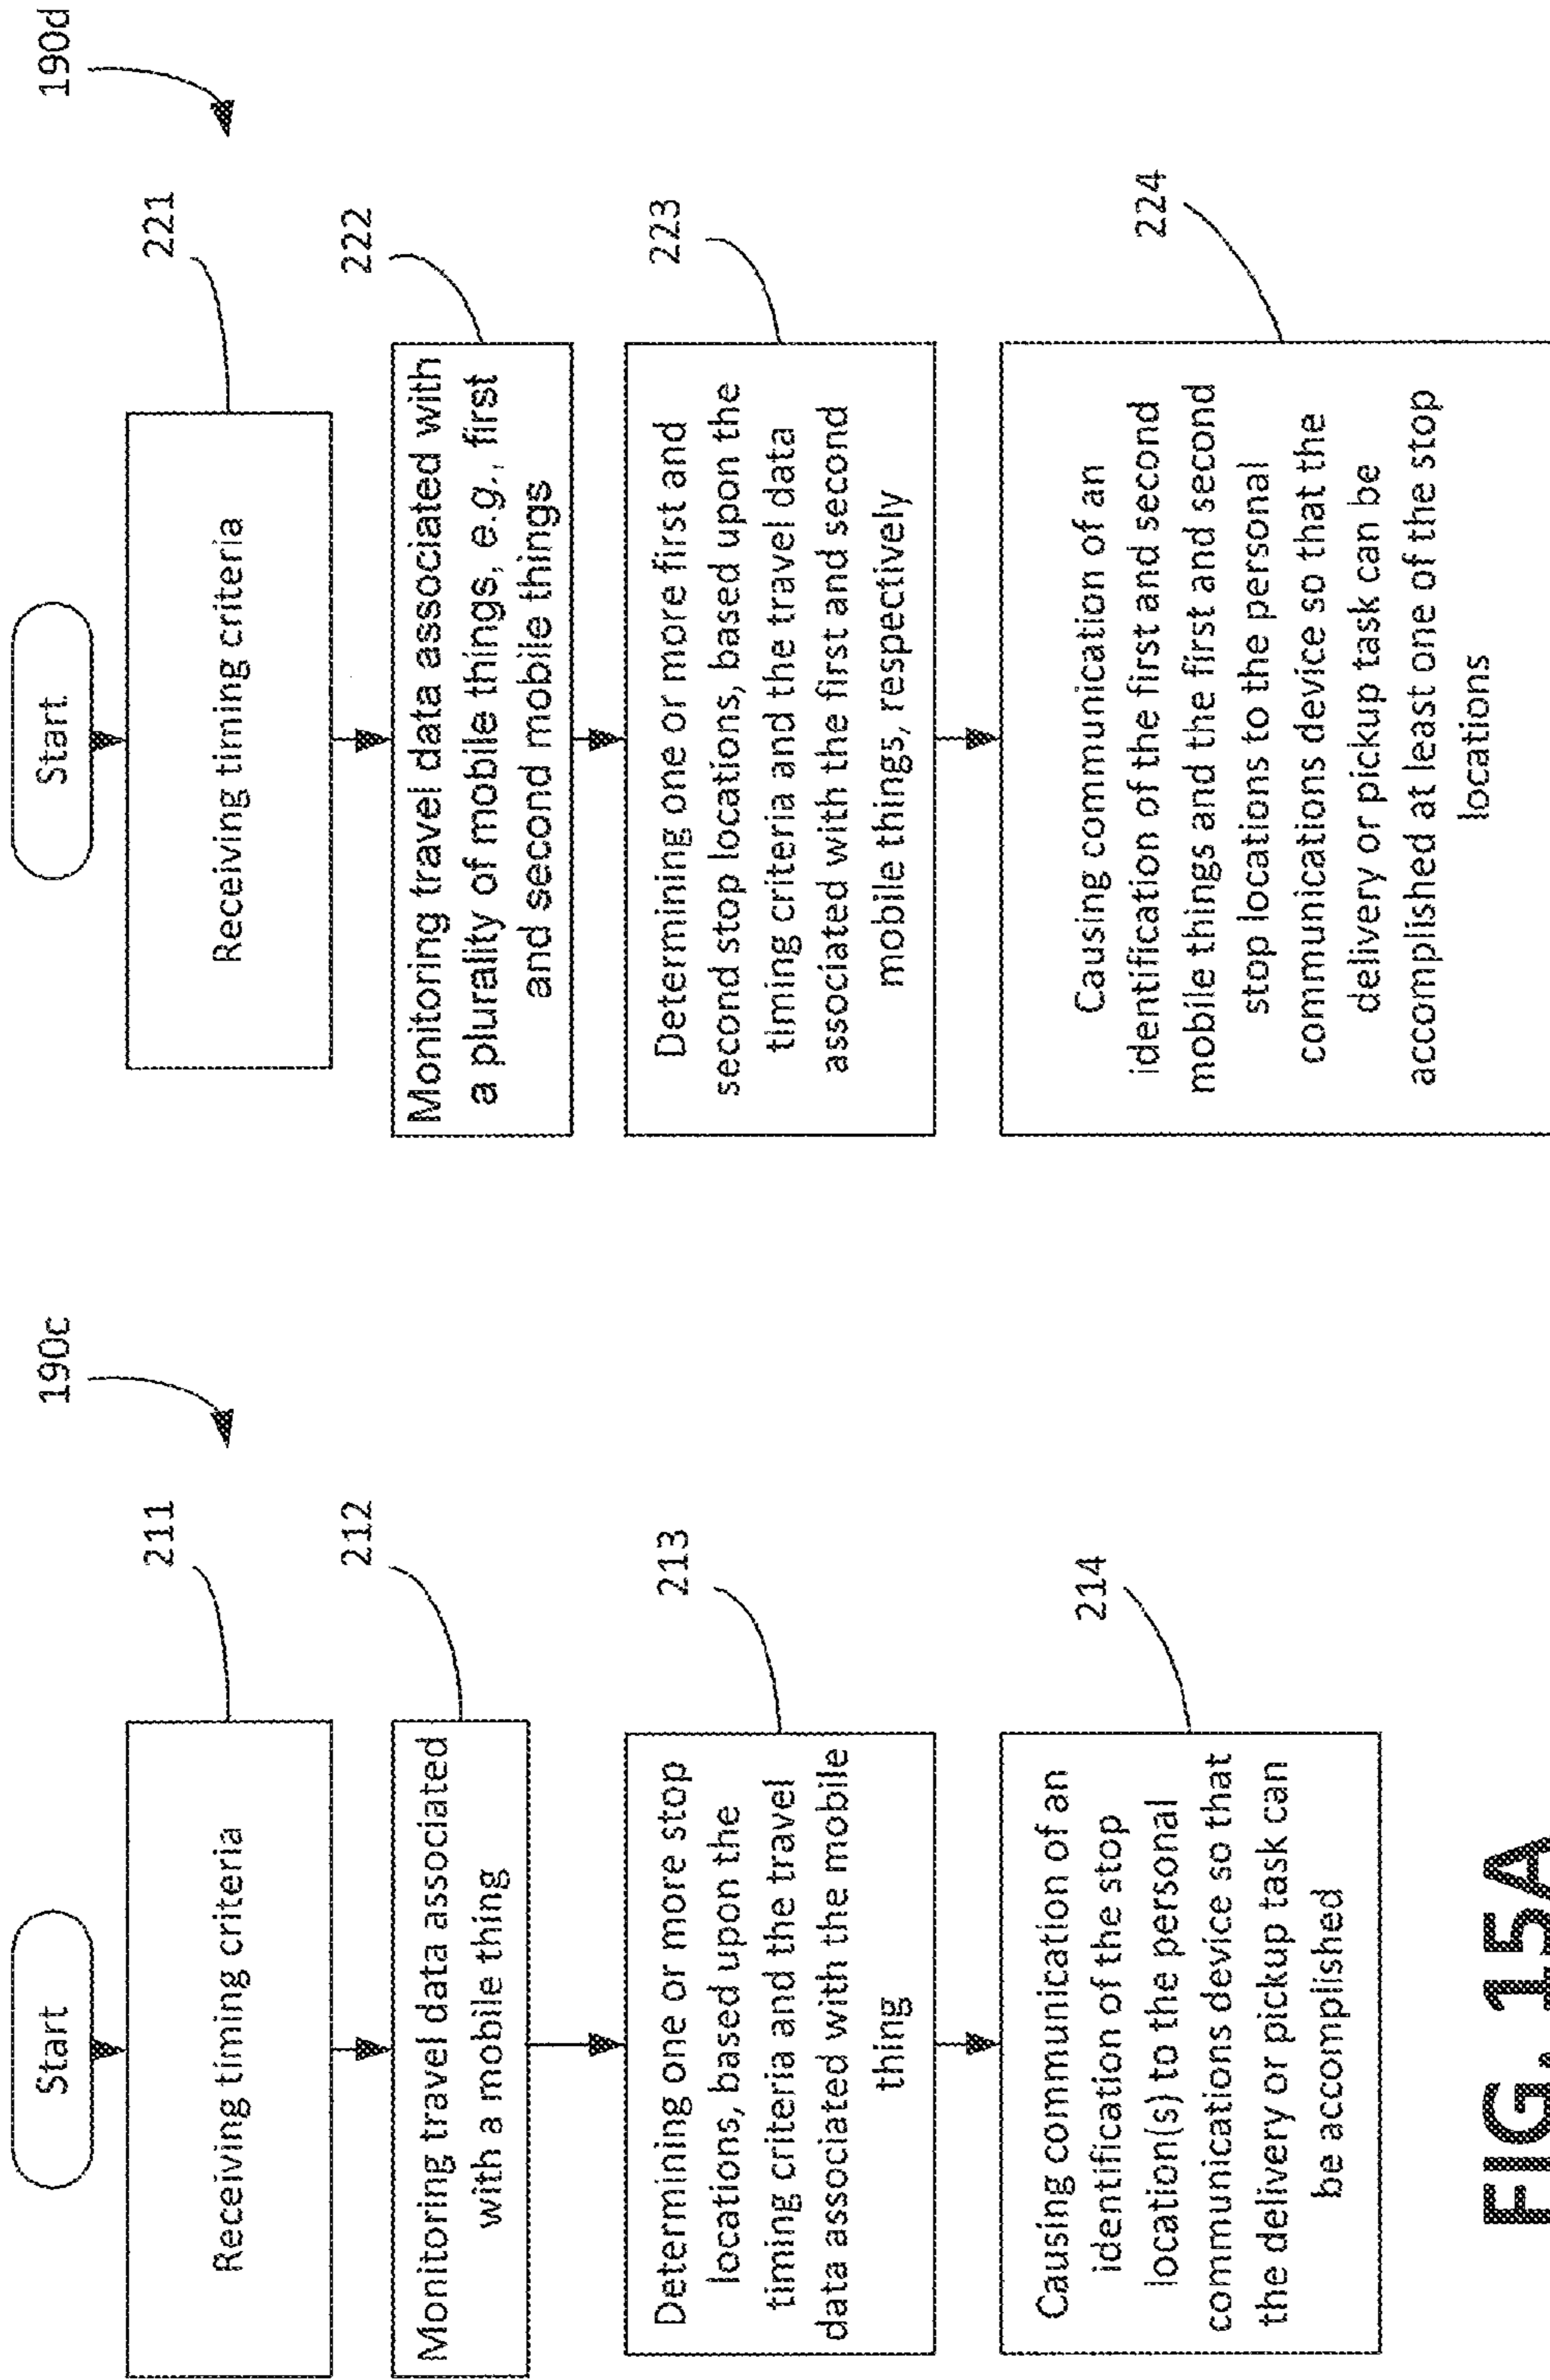 190c
Start
Receiving timing criteria
211
Monitoring travel data associated
with a mobile thing
212
Determining one or more stop
locations, based upon the
timing criteria and the travel
data associated with the mobile
thing
213
Causing communication of an
identification of the stop
location(s) to the personal
communications device so that
the delivery or pickup task can
be accomplished
214
FIG. 15A
190d
Start
Receiving timing criteria
221
Monitoring travel data associated with
a plurality of mobile things, e.g., first
and second mobile things
222
Determining one or more first and
second stop locations, based upon the
timing criteria and the travel data
associated with the first and second
mobile things, respectively
223
Causing communication of an
identification of the first and second
mobile things and the first and second
stop locations to the personal
communications device so that the
delivery or pickup task can be
accomplished at least one of the stop
locations
224